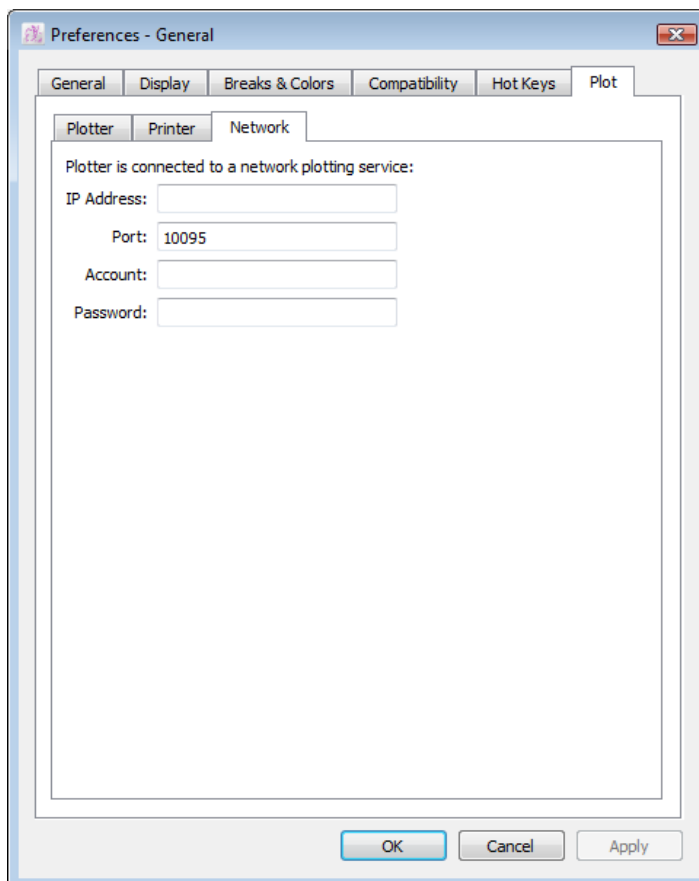 Preferences - General
General Display Breaks & Colors Compatibility Hot Keys Plot
Plotter Printer Network
Plotter is connected to a network plotting service:
IP Address:
Port: 10095
Account:
Password:
OK Cancel Apply